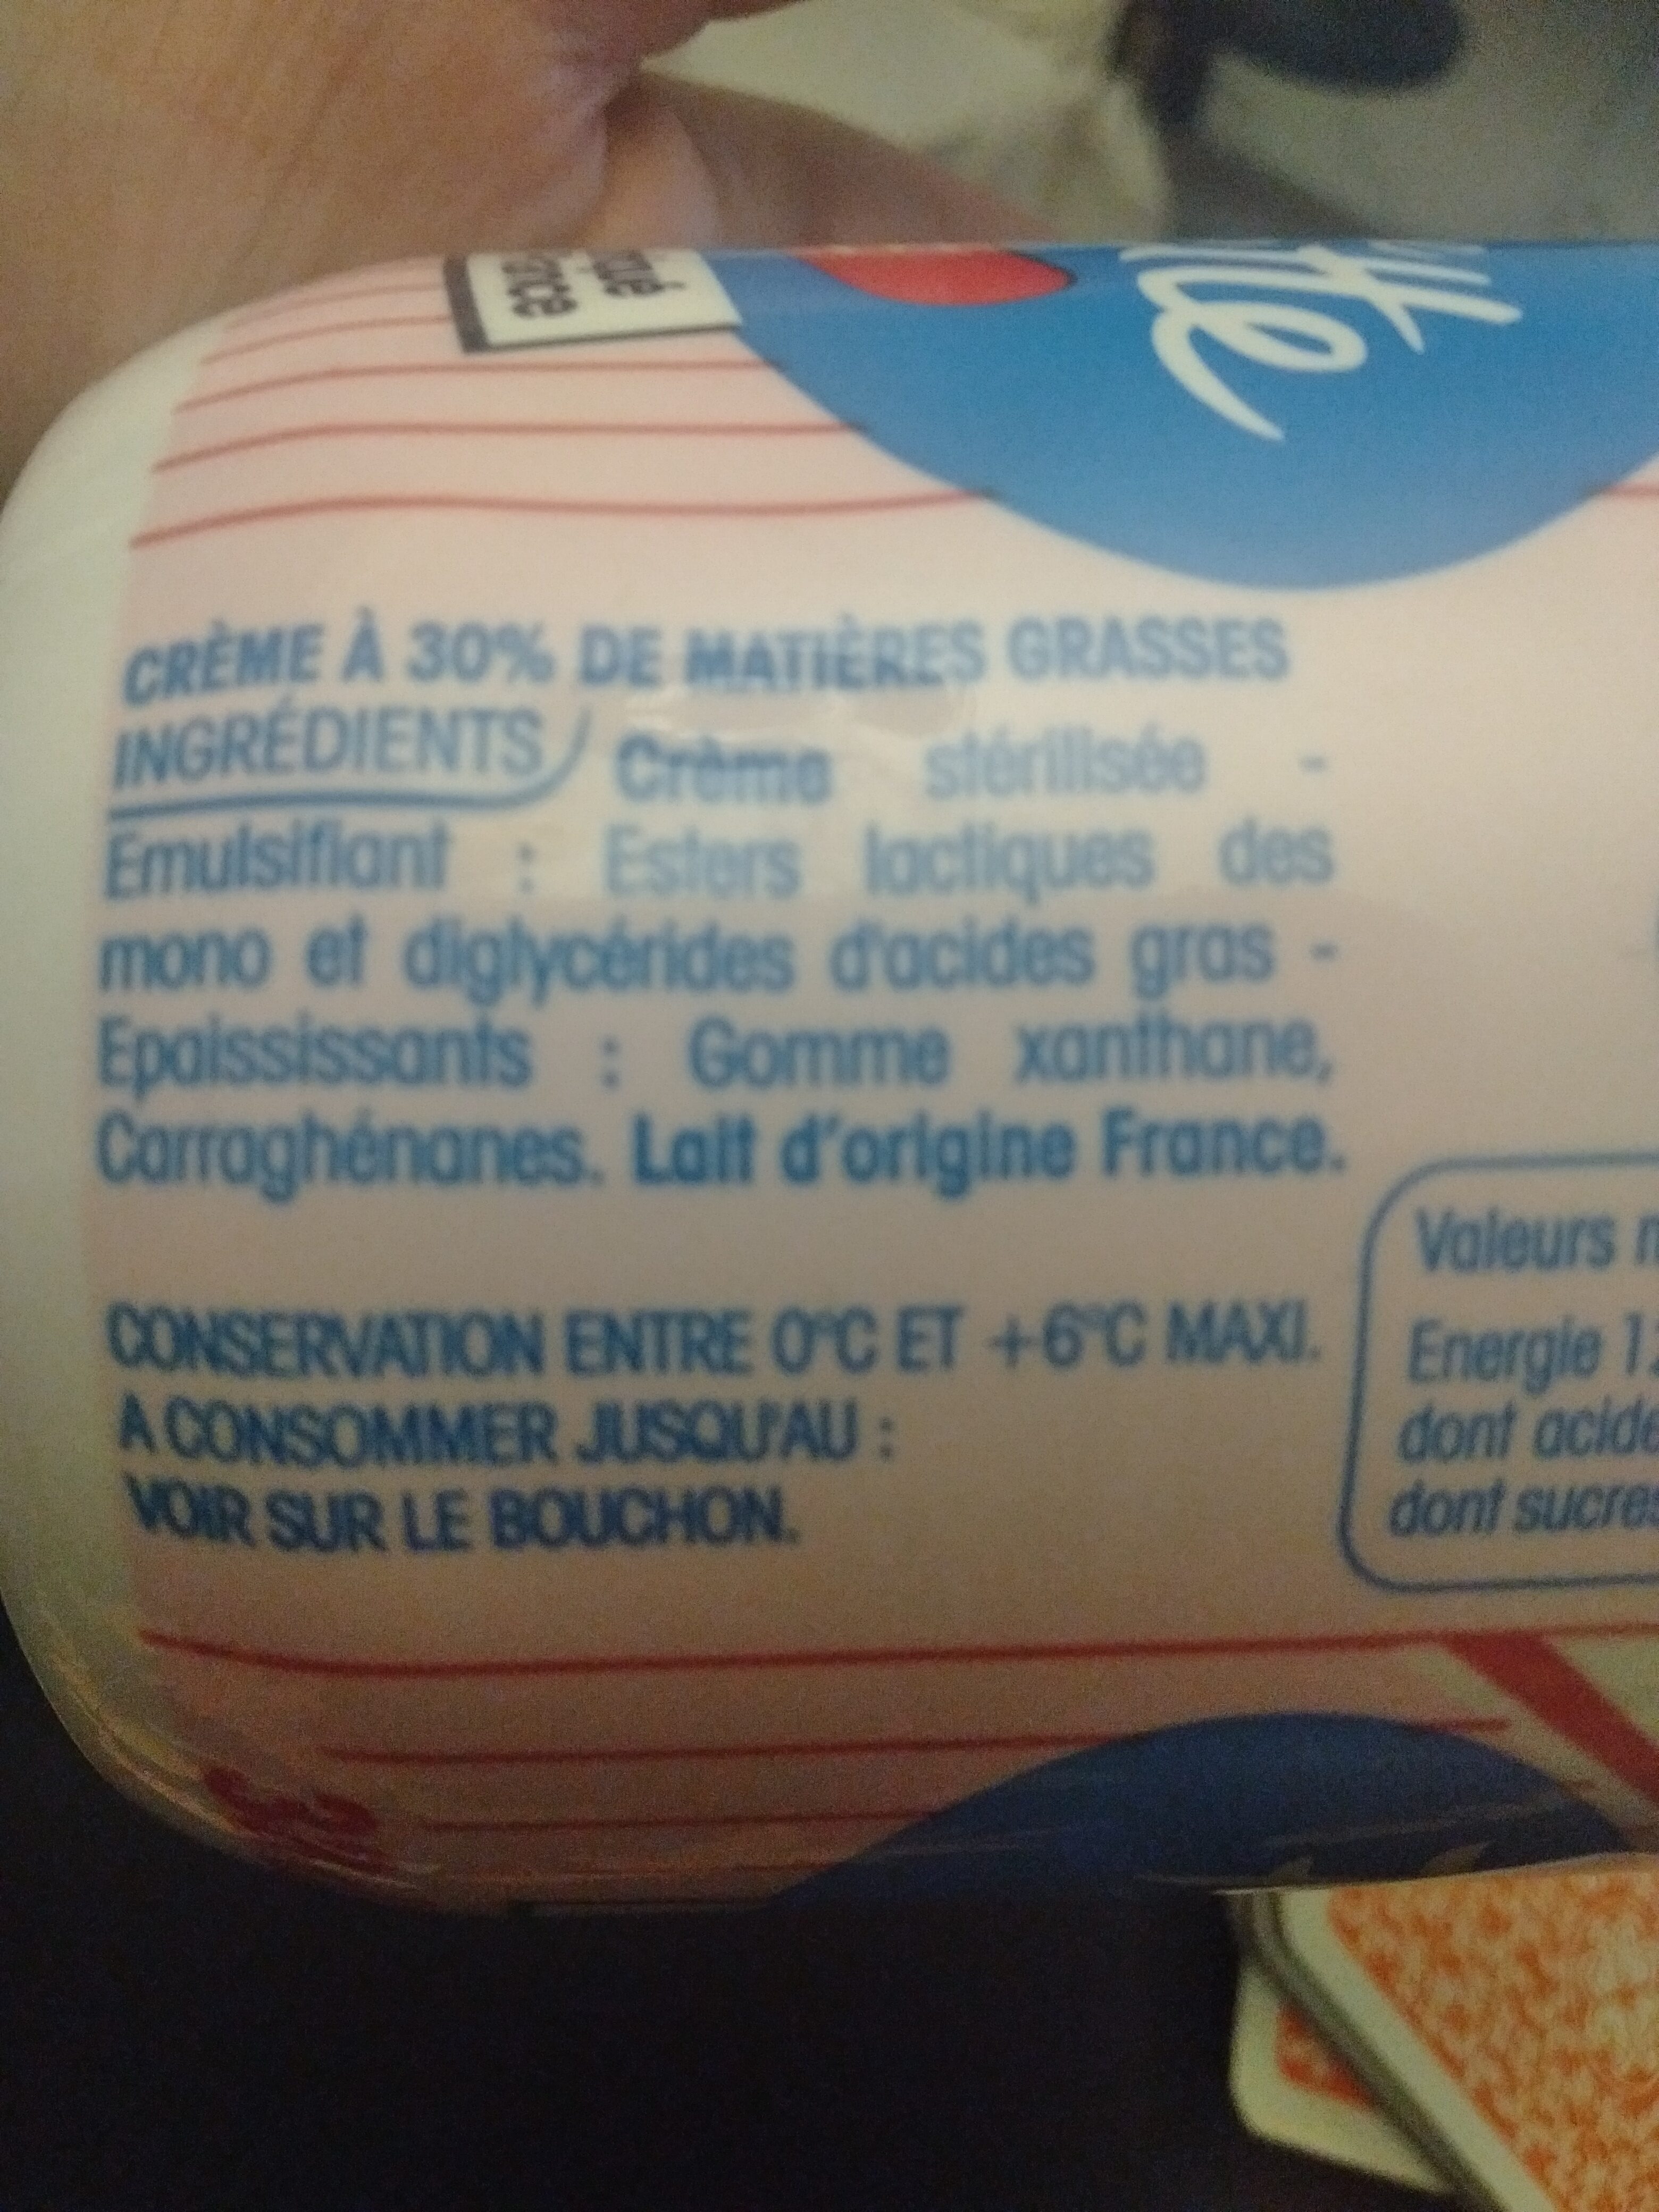 CRÈME À 30% DE MATIÈRES GRASSES
INGRÉDIENTS Crème stérilisée -
Emulsifiant : Esters lactiques des
mono et diglycérides d'acides gras -
Epaississants : Gomme xanthane,
Carraghénanes. Lait d'origine France.
CONSERVATION ENTRE 0°C ET +6°C MAXI.
A CONSOMMER JUSQU'AU :
VOIR SUR LE BOUCHON.
Valeurs
Energie
dont
dont sucres